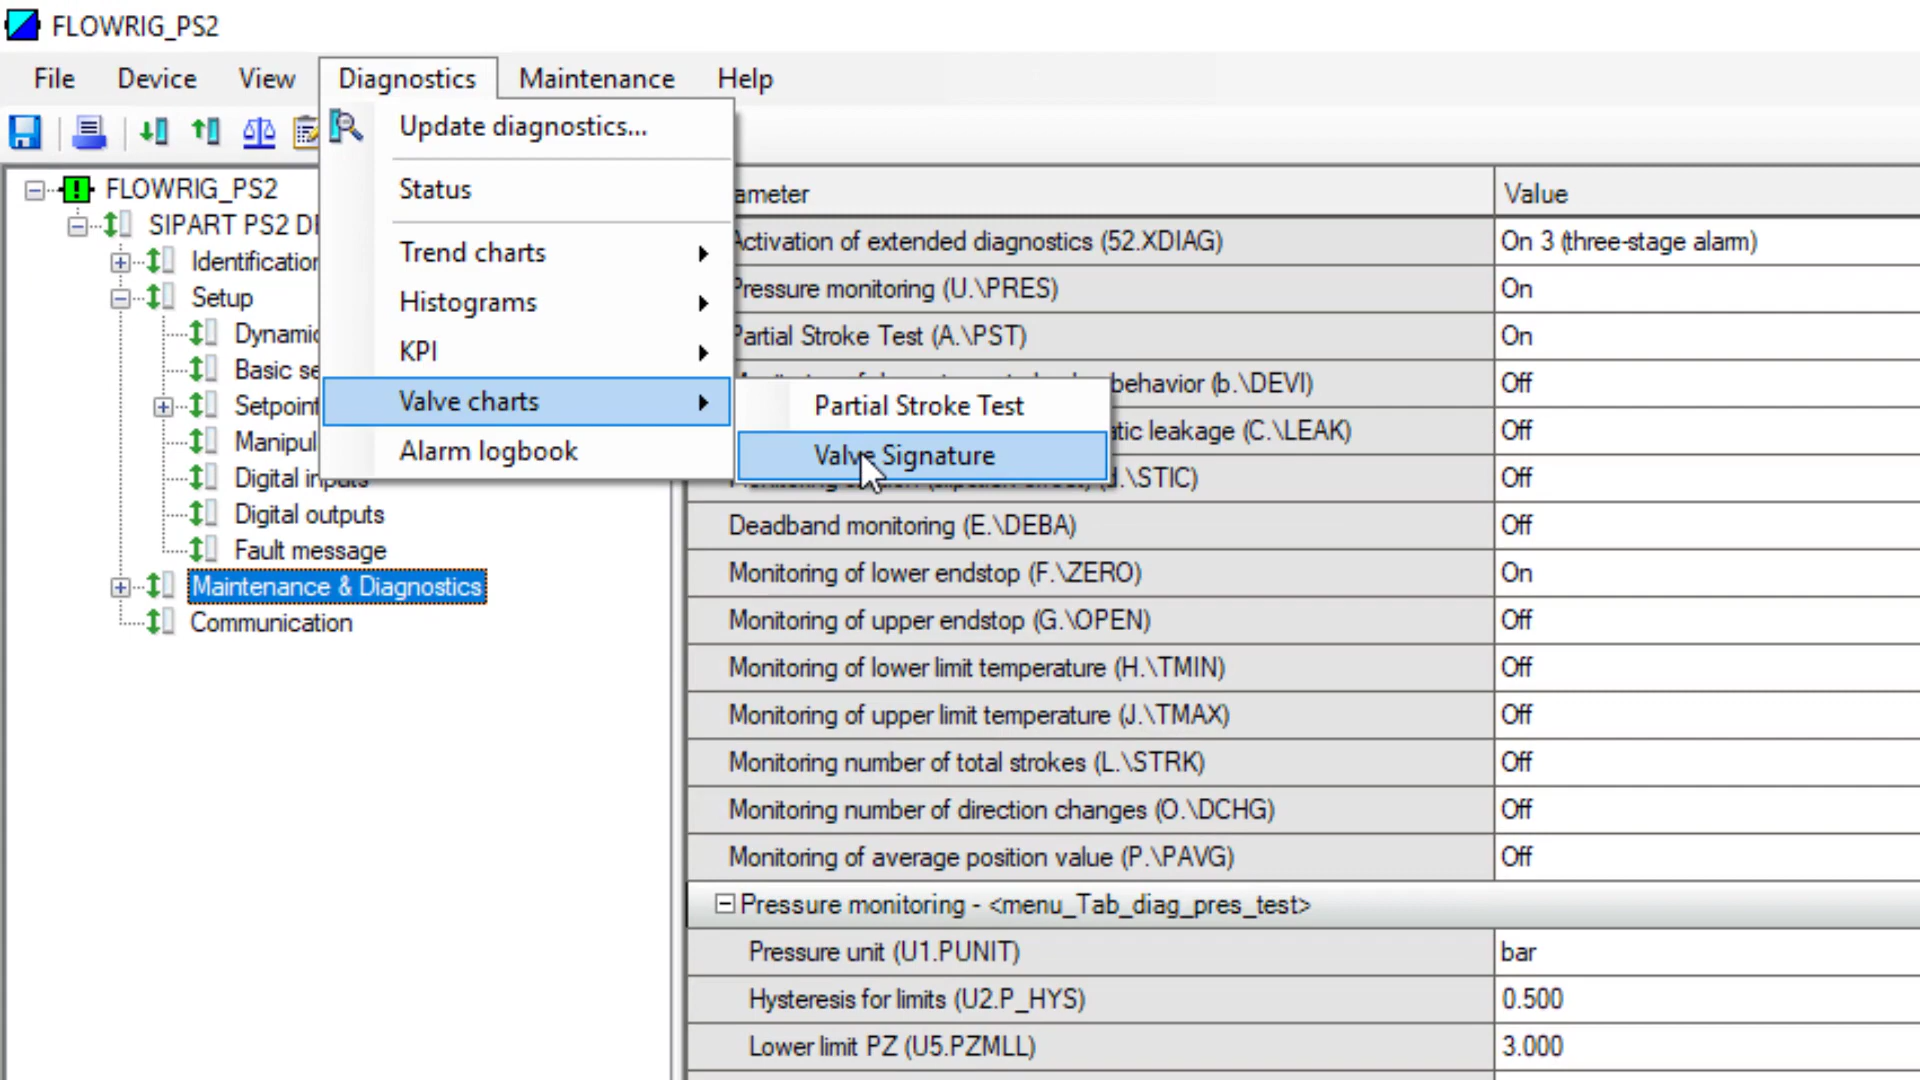 FLOWRIG_PS2
File Device View Diagnostics Maintenance Help
Update diagnostics...
Status
Trend charts
Histograms
KPI
Valve charts
Alarm logbook
Partial Stroke Test
Valve Signature
FLOWRIG_PS2
SIPART PS2
Identification
Setup
Dynamic
Basic se
Setpoint
Manipul
Digital inputs
Digital outputs
Fault message
Maintenance & Diagnostics
Communication
ameter Value
Activation of extended diagnostics (52.XDIAG) On 3 (three-stage alarm)
Pressure monitoring (U.\PRES) On
Partial Stroke Test (A.\PST) On
behavior (b.\DEVI) Off
atic leakage (C.\LEAK) Off
(d.\STIC) Off
Deadband monitoring (E.\DEBA) Off
Monitoring of lower endstop (F.\ZERO) On
Monitoring of upper endstop (G.\OPEN) Off
Monitoring of lower limit temperature (H.\TMIN) Off
Monitoring of upper limit temperature (J.\TMAX) Off
Monitoring number of total strokes (L.\STRK) Off
Monitoring number of direction changes (O.\DCHG) Off
Monitoring of average position value (P.\PAVG) Off
Pressure monitoring - <menu_Tab_diag_pres_test>
Pressure unit (U1.PUNIT) bar
Hysteresis for limits (U2.P_HYS) 0.500
Lower limit PZ (U5.PZMLL) 3.000